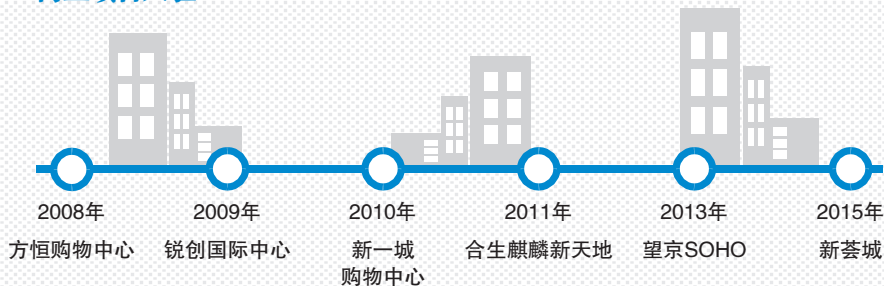 2008年
2009年
2010年
2011年
2013年
2015年
方恒购物中心
锐创国际中心
新一城
购物中心
合生麒麟新天地
望京SOHO
新荟城